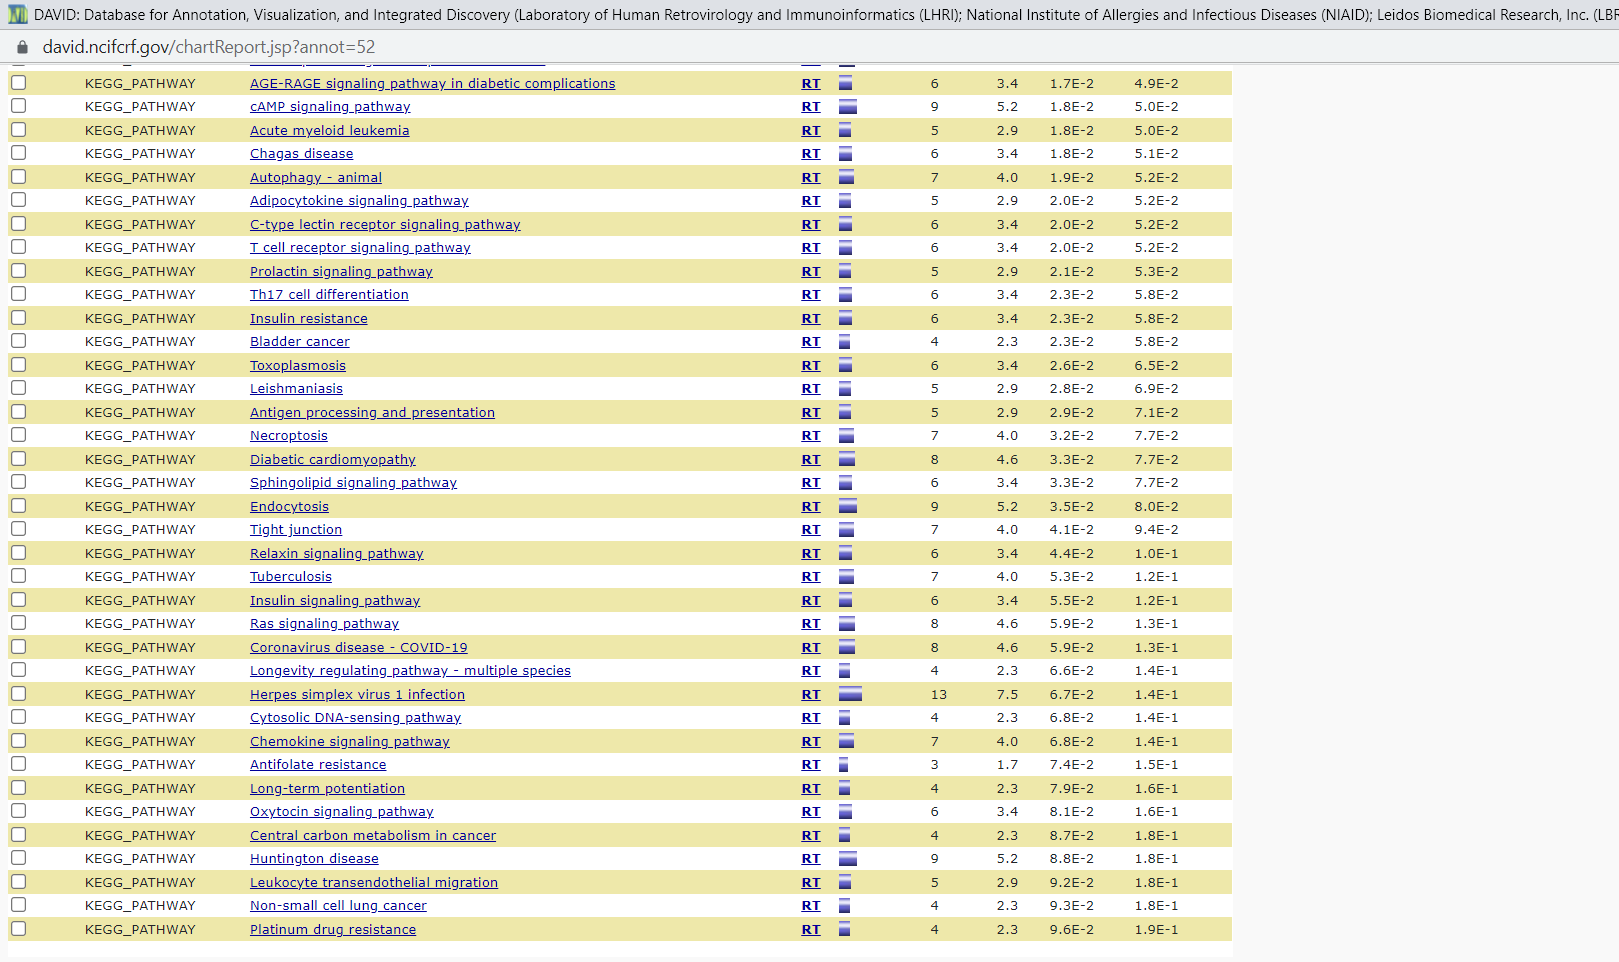 DAVID: Database for Annotation, Visualization, and Integrated Discovery (Laboratory of Human Retrovirology and Immunoinformatics (LHRI); National Institute of Allergies and Infectious Diseases (NIAID); Leidos Biomedical Research, Inc. (LBR
david.ncifcrf.gov/chartReport.jsp?annot=52
KEGG_PATHWAY AGE-RAGE signaling pathway in diabetic complications RT 6 3.4 1.7E-2 4.9E-2
KEGG_PATHWAY cAMP signaling pathway RT 9 5.2 1.8E-2 5.0E-2
KEGG_PATHWAY Acute myeloid leukemia RT 5 2.9 1.8E-2 5.0E-2
KEGG_PATHWAY Chagas disease RT 6 3.4 1.8E-2 5.1E-2
KEGG_PATHWAY Autophagy - animal RT 7 4.0 1.9E-2 5.2E-2
KEGG_PATHWAY Adipocytokine signaling pathway RT 5 2.9 2.0E-2 5.2E-2
KEGG_PATHWAY C-type lectin receptor signaling pathway RT 6 3.4 2.0E-2 5.2E-2
KEGG_PATHWAY T cell receptor signaling pathway RT 6 3.4 2.0E-2 5.2E-2
KEGG_PATHWAY Prolactin signaling pathway RT 5 2.9 2.1E-2 5.3E-2
KEGG_PATHWAY Th17 cell differentiation RT 6 3.4 2.3E-2 5.8E-2
KEGG_PATHWAY Insulin resistance RT 6 3.4 2.3E-2 5.8E-2
KEGG_PATHWAY Bladder cancer RT 4 2.3 2.3E-2 5.8E-2
KEGG_PATHWAY Toxoplasmosis RT 6 3.4 2.6E-2 6.5E-2
KEGG_PATHWAY Leishmaniasis RT 5 2.9 2.8E-2 6.9E-2
KEGG_PATHWAY Antigen processing and presentation RT 5 2.9 2.9E-2 7.1E-2
KEGG_PATHWAY Necroptosis RT 7 4.0 3.2E-2 7.7E-2
KEGG_PATHWAY Diabetic cardiomyopathy RT 8 4.6 3.3E-2 7.7E-2
KEGG_PATHWAY Sphingolipid signaling pathway RT 6 3.4 3.3E-2 7.7E-2
KEGG_PATHWAY Endocytosis RT 9 5.2 3.5E-2 8.0E-2
KEGG_PATHWAY Tight junction RT 7 4.0 4.1E-2 9.4E-2
KEGG_PATHWAY Relaxin signaling pathway RT 6 3.4 4.4E-2 1.0E-1
KEGG_PATHWAY Tuberculosis RT 7 4.0 5.3E-2 1.2E-1
KEGG_PATHWAY Insulin signaling pathway RT 6 3.4 5.5E-2 1.2E-1
KEGG_PATHWAY Ras signaling pathway RT 8 4.6 5.9E-2 1.3E-1
KEGG_PATHWAY Coronavirus disease - COVID-19 RT 8 4.6 5.9E-2 1.3E-1
KEGG_PATHWAY Longevity regulating pathway - multiple species RT 4 2.3 6.6E-2 1.4E-1
KEGG_PATHWAY Herpes simplex virus 1 infection RT 13 7.5 6.7E-2 1.4E-1
KEGG_PATHWAY Cytosolic DNA-sensing pathway RT 4 2.3 6.8E-2 1.4E-1
KEGG_PATHWAY Chemokine signaling pathway RT 7 4.0 6.8E-2 1.4E-1
KEGG_PATHWAY Antifolate resistance RT 3 1.7 7.4E-2 1.5E-1
KEGG_PATHWAY Long-term potentiation RT 4 2.3 7.9E-2 1.6E-1
KEGG_PATHWAY Oxytocin signaling pathway RT 6 3.4 8.1E-2 1.6E-1
KEGG_PATHWAY Central carbon metabolism in cancer RT 4 2.3 8.7E-2 1.8E-1
KEGG_PATHWAY Huntington disease RT 9 5.2 8.8E-2 1.8E-1
KEGG_PATHWAY Leukocyte transendothelial migration RT 5 2.9 9.2E-2 1.8E-1
KEGG_PATHWAY Non-small cell lung cancer RT 4 2.3 9.3E-2 1.8E-1
KEGG_PATHWAY Platinum drug resistance RT 4 2.3 9.6E-2 1.9E-1